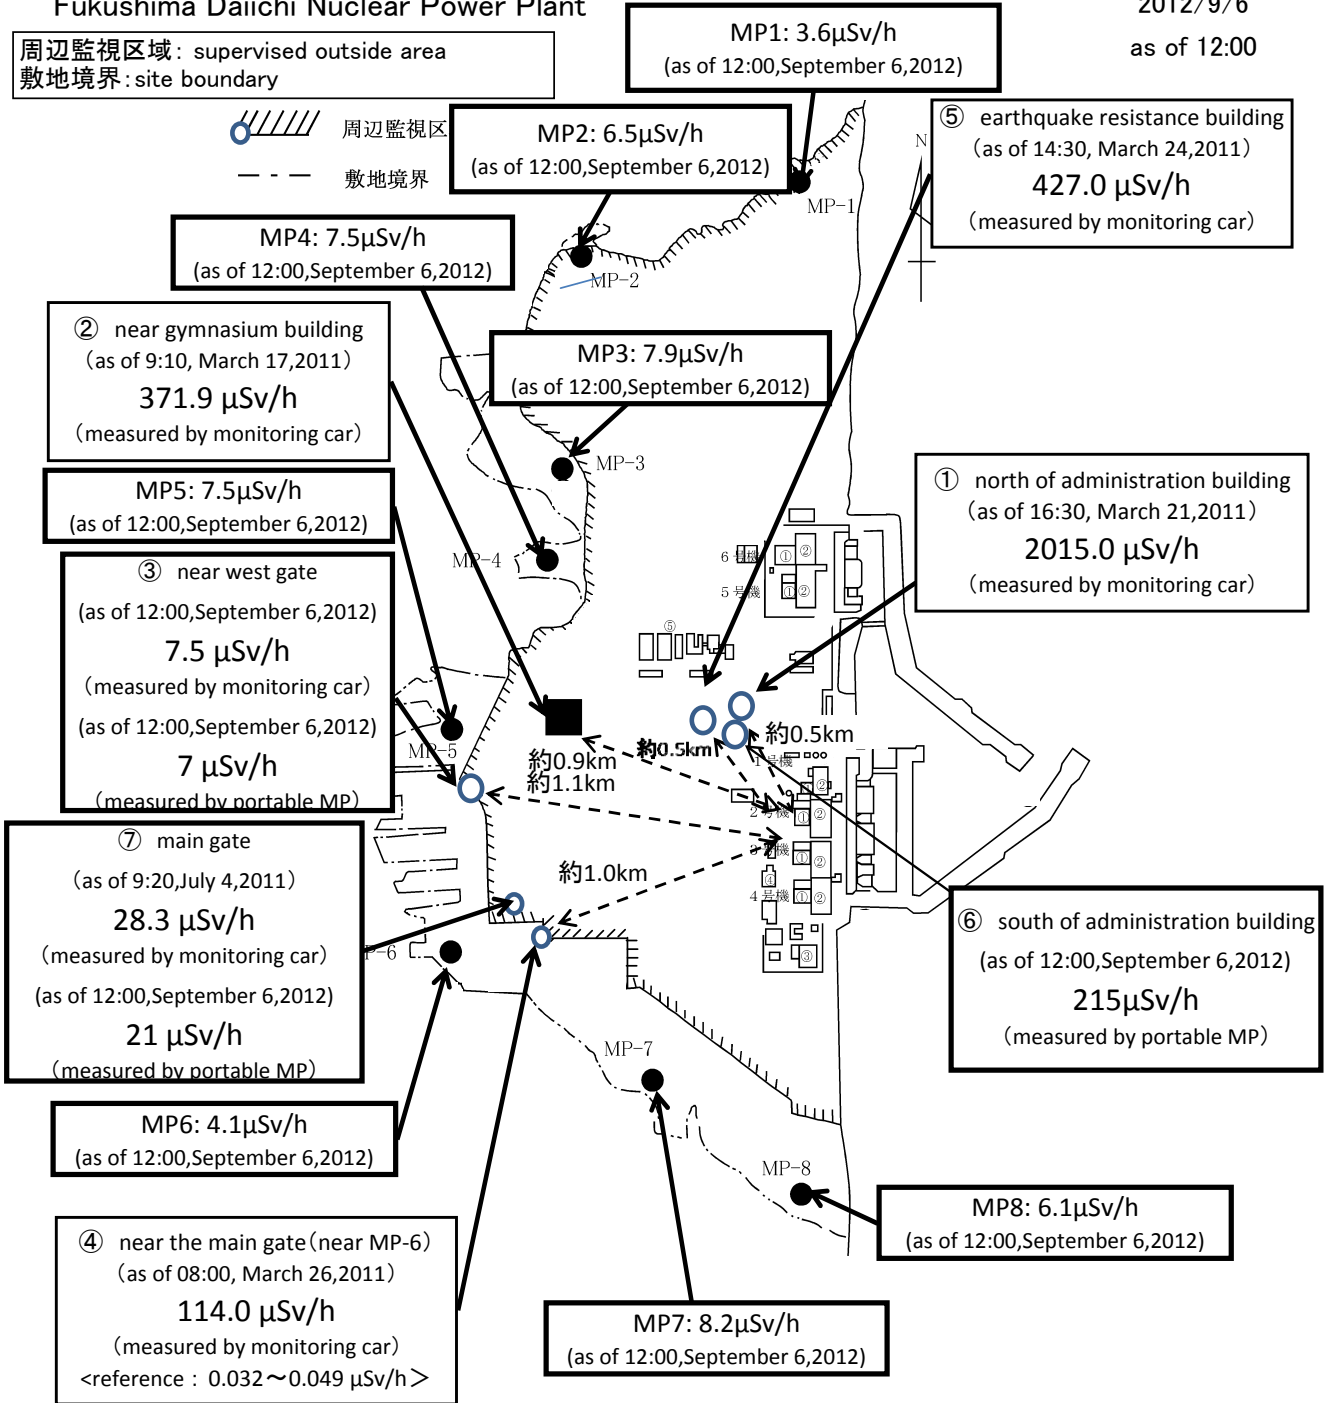 Fukushima Daiichi Nuclear Power Plant
2012/9/6
as of 12:00
周辺監視区域: supervised outside area
敷地境界:site boundary
周辺監視区
敷地境界
N
MP1: 3.6μSv/h
(as of 12:00,September 6,2012)
MP-1
MP2: 6.5μSv/h
(as of 12:00,September 6,2012)
MP-2
⑤ earthquake resistance building
(as of 14:30, March 24,2011)
427.0 μSv/h
(measured by monitoring car)
MP4: 7.5μSv/h
(as of 12:00,September 6,2012)
② near gymnasium building
(as of 9:10, March 17,2011)
371.9 μSv/h
(measured by monitoring car)
MP3: 7.9μSv/h
(as of 12:00,September 6,2012)
MP-3
MP5: 7.5μSv/h
(as of 12:00,September 6,2012)
MP-4
① north of administration building
(as of 16:30, March 21,2011)
2015.0 μSv/h
(measured by monitoring car)
③ near west gate
(as of 12:00,September 6,2012)
7.5 μSv/h
(measured by monitoring car)
(as of 12:00,September 6,2012)
7 μSv/h
(measured by portable MP)
6号機 ① ②
5号機 ① ②
⑤
MP-5
約0.9km
約1.1km
約0.5km
約0.5km
1号機 ②
2号機 ① ②
3号機 ① ②
④
4号機 ① ②
③
約1.0km
⑦ main gate
(as of 9:20,July 4,2011)
28.3 μSv/h
(measured by monitoring car)
(as of 12:00,September 6,2012)
21 μSv/h
(measured by portable MP)
P-6
⑥ south of administration building
(as of 12:00,September 6,2012)
215μSv/h
(measured by portable MP)
MP-7
MP6: 4.1μSv/h
(as of 12:00,September 6,2012)
MP-8
MP8: 6.1μSv/h
(as of 12:00,September 6,2012)
④ near the main gate(near MP-6)
(as of 08:00, March 26,2011)
114.0 μSv/h
(measured by monitoring car)
<reference : 0.032～0.049 μSv/h>
MP7: 8.2μSv/h
(as of 12:00,September 6,2012)